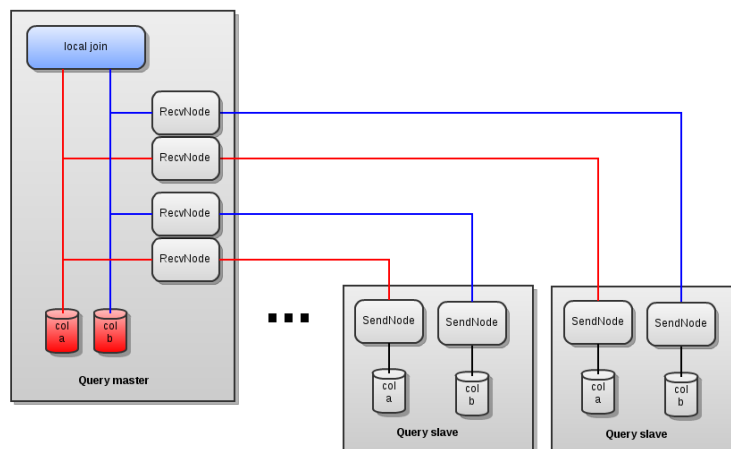 local join
RecvNode
RecvNode
RecvNode
RecvNode
col
a
col
b
Query master
SendNode
SendNode
col
a
col
b
Query slave
SendNode
SendNode
col
a
col
b
Query slave